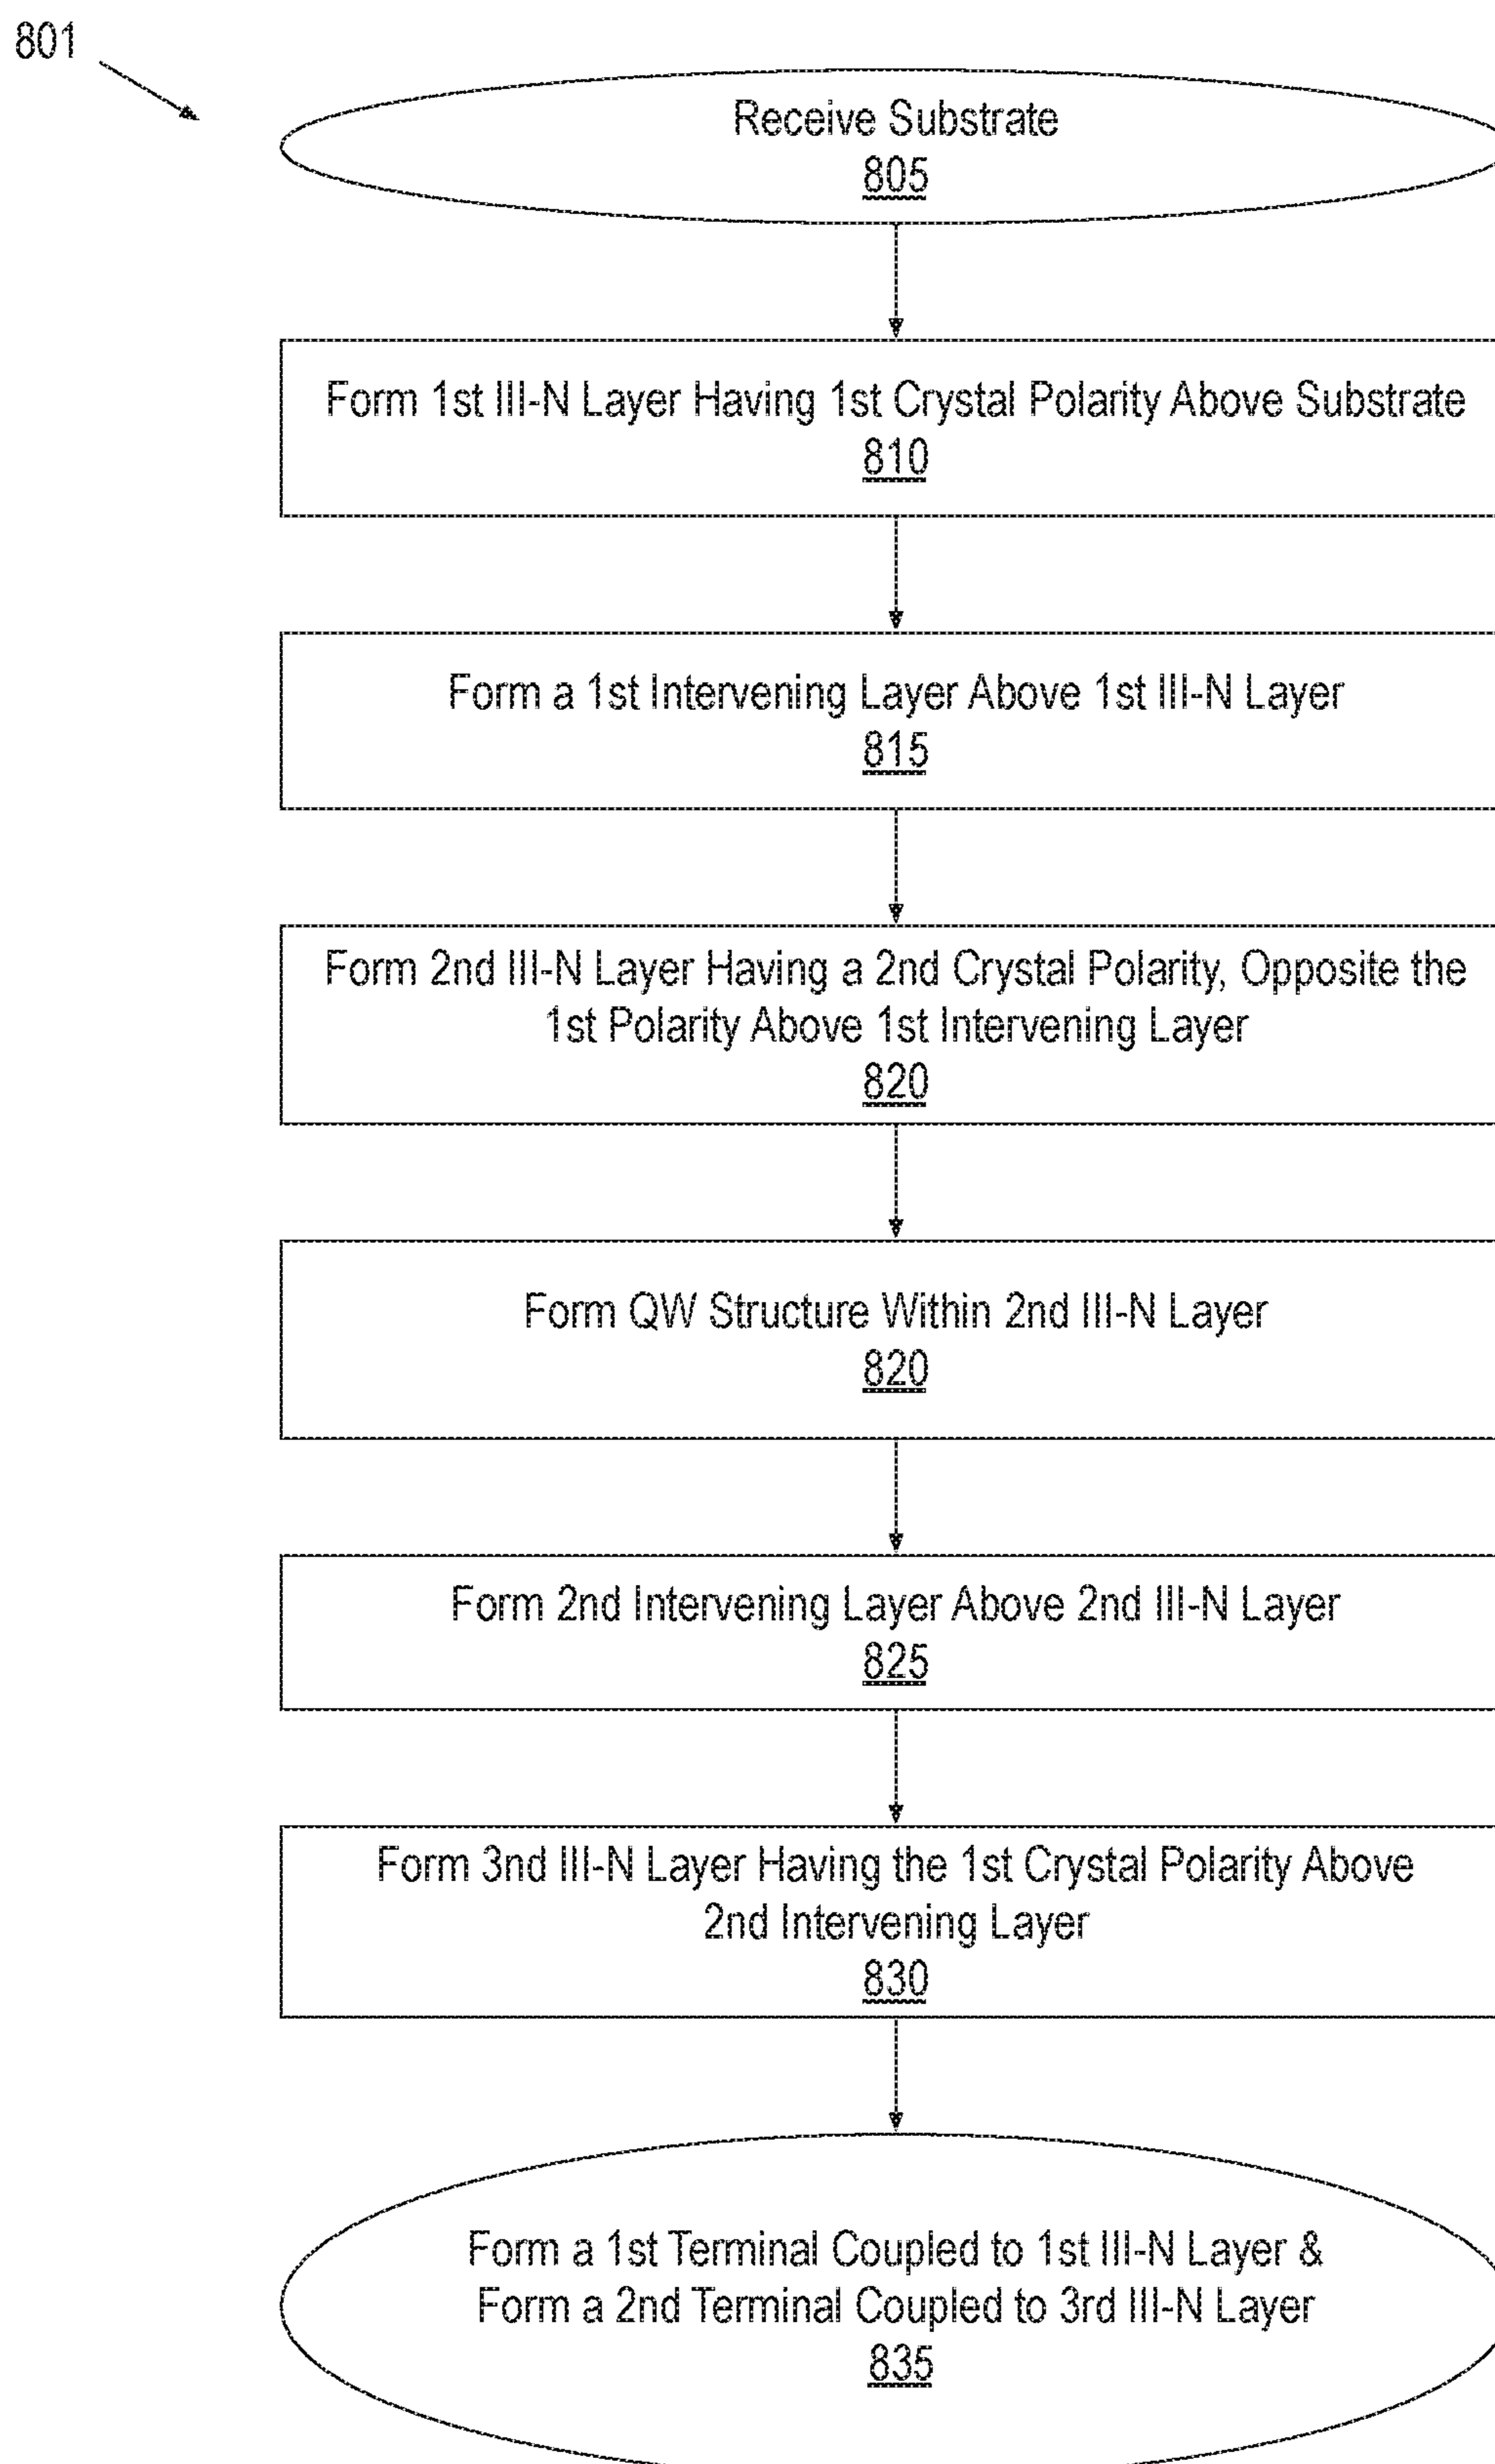 801
Receive Substrate
805
Form 1st III-N Layer Having 1st Crystal Polarity Above Substrate
810
Form a 1st Intervening Layer Above 1st III-N Layer
815
Form 2nd III-N Layer Having a 2nd Crystal Polarity, Opposite the
1st Polarity Above 1st Intervening Layer
820
Form QW Structure Within 2nd III-N Layer
820
Form 2nd Intervening Layer Above 2nd III-N Layer
825
Form 3nd III-N Layer Having the 1st Crystal Polarity Above
2nd Intervening Layer
830
Form a 1st Terminal Coupled to 1st III-N Layer &
Form a 2nd Terminal Coupled to 3rd III-N Layer
835